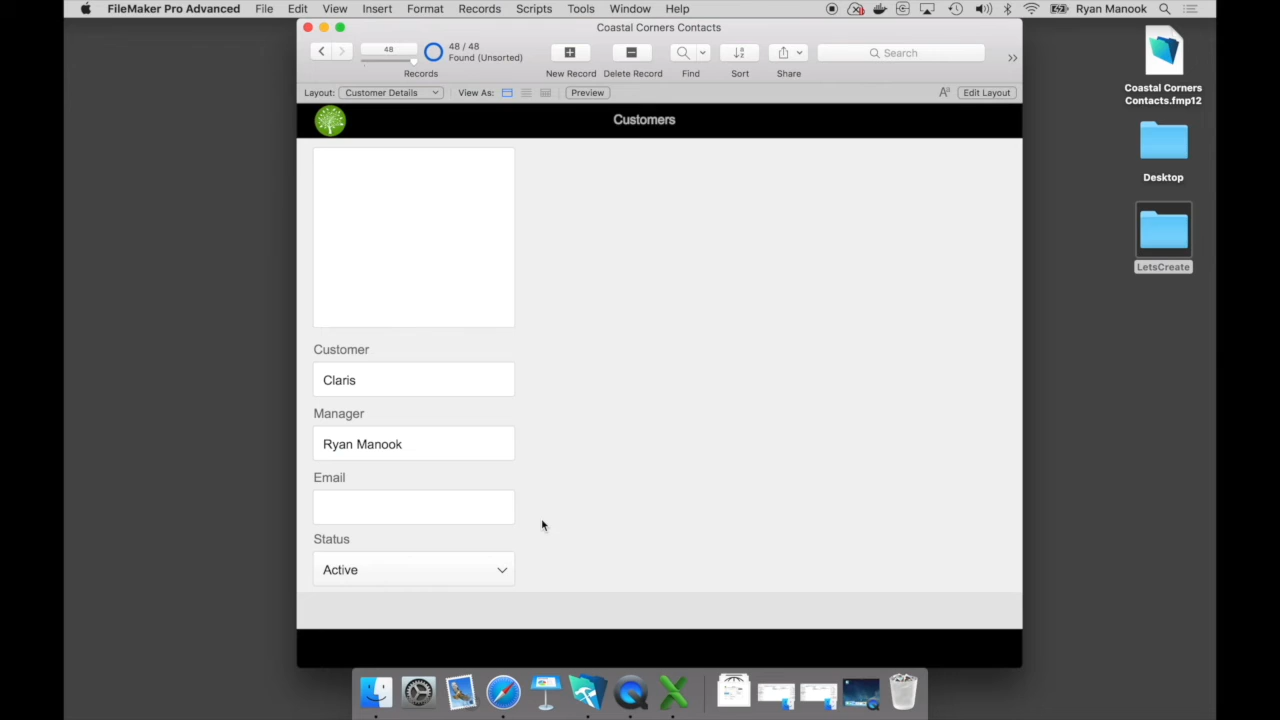 FileMaker Pro Advanced File Edit View Insert Format Records Scripts Tools Window Help Ryan Manook
Coastal Corners Contacts
48
48 / 48
Found (Unsorted)
Search
Records
New Record
Delete Record
Find
Sort
Share
Layout: Customer Details View As: Preview Aa Edit Layout
Customers
Customer
Claris
Manager
Ryan Manook
Email
Status
Active
Coastal Corners
Contacts.fmp12
Desktop
LetsCreate